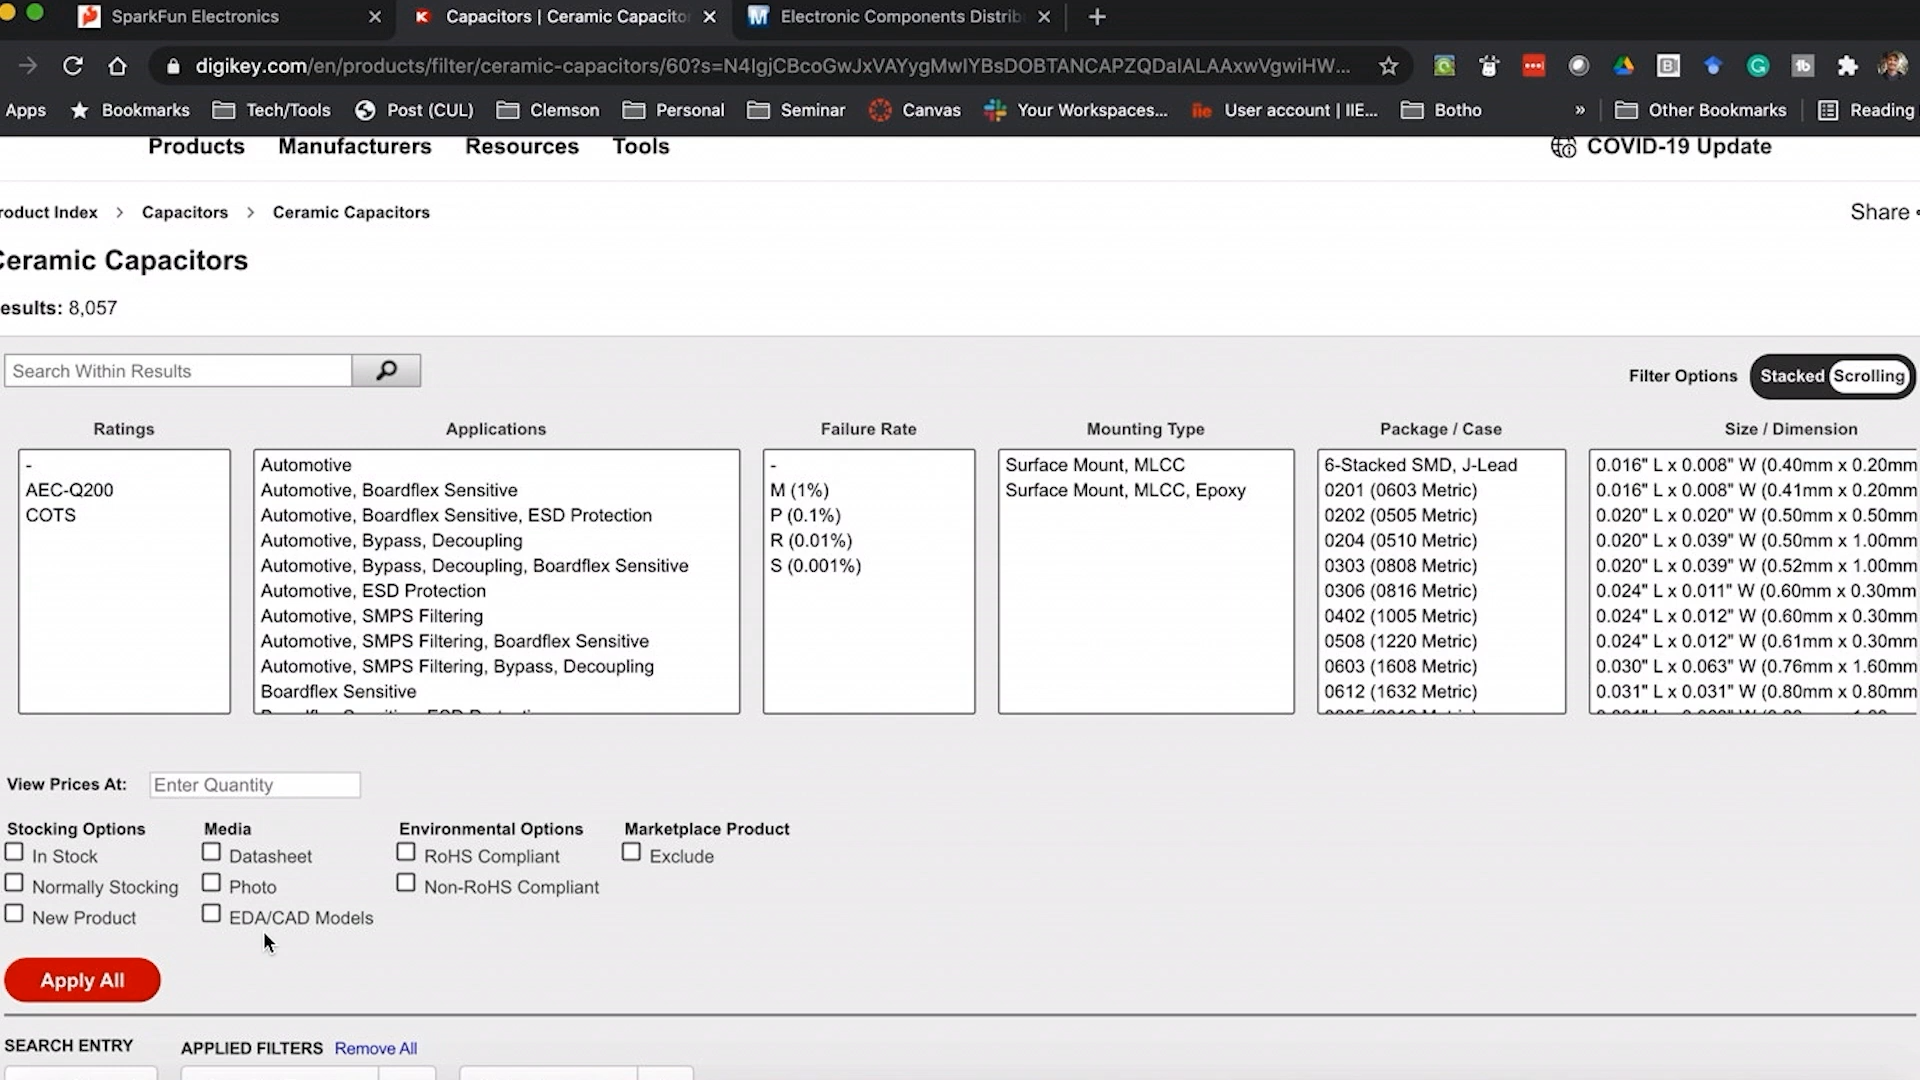 SparkFun Electronics
Capacitors | Ceramic Capacito
Electronic Components Distrib
digikey.com/en/products/filter/ceramic-capacitors/60?s=N4IgjCBcoGwJxVAYygMwIYBsDOBTANCAPZQDaIALAAxwVgwiHW...
Apps
Bookmarks
Tech/Tools
Post (CUL)
Clemson
Personal
Seminar
Canvas
Your Workspaces...
User account | IIE...
Botho
»
Other Bookmarks
Reading
Products
Manufacturers
Resources
Tools
COVID-19 Update
roduct Index > Capacitors > Ceramic Capacitors
Share
Ceramic Capacitors
esults: 8,057
Search Within Results
Filter Options
Stacked
Scrolling
Ratings
-
AEC-Q200
COTS
Applications
Automotive
Automotive, Boardflex Sensitive
Automotive, Boardflex Sensitive, ESD Protection
Automotive, Bypass, Decoupling
Automotive, Bypass, Decoupling, Boardflex Sensitive
Automotive, ESD Protection
Automotive, SMPS Filtering
Automotive, SMPS Filtering, Boardflex Sensitive
Automotive, SMPS Filtering, Bypass, Decoupling
Boardflex Sensitive
Failure Rate
-
M (1%)
P (0.1%)
R (0.01%)
S (0.001%)
Mounting Type
Surface Mount, MLCC
Surface Mount, MLCC, Epoxy
Package / Case
6-Stacked SMD, J-Lead
0201 (0603 Metric)
0202 (0505 Metric)
0204 (0510 Metric)
0303 (0808 Metric)
0306 (0816 Metric)
0402 (1005 Metric)
0508 (1220 Metric)
0603 (1608 Metric)
0612 (1632 Metric)
Size / Dimension
0.016" L x 0.008" W (0.40mm x 0.20mm
0.016" L x 0.008" W (0.41mm x 0.20mm
0.020" L x 0.020" W (0.50mm x 0.50mm
0.020" L x 0.039" W (0.50mm x 1.00mm
0.020" L x 0.039" W (0.52mm x 1.00mm
0.024" L x 0.011" W (0.60mm x 0.30mm
0.024" L x 0.012" W (0.60mm x 0.30mm
0.024" L x 0.012" W (0.61mm x 0.30mm
0.030" L x 0.063" W (0.76mm x 1.60mm
0.031" L x 0.031" W (0.80mm x 0.80mm
View Prices At:
Enter Quantity
Stocking Options
In Stock
Normally Stocking
New Product
Media
Datasheet
Photo
EDA/CAD Models
Environmental Options
RoHS Compliant
Non-RoHS Compliant
Marketplace Product
Exclude
Apply All
SEARCH ENTRY
APPLIED FILTERS
Remove All